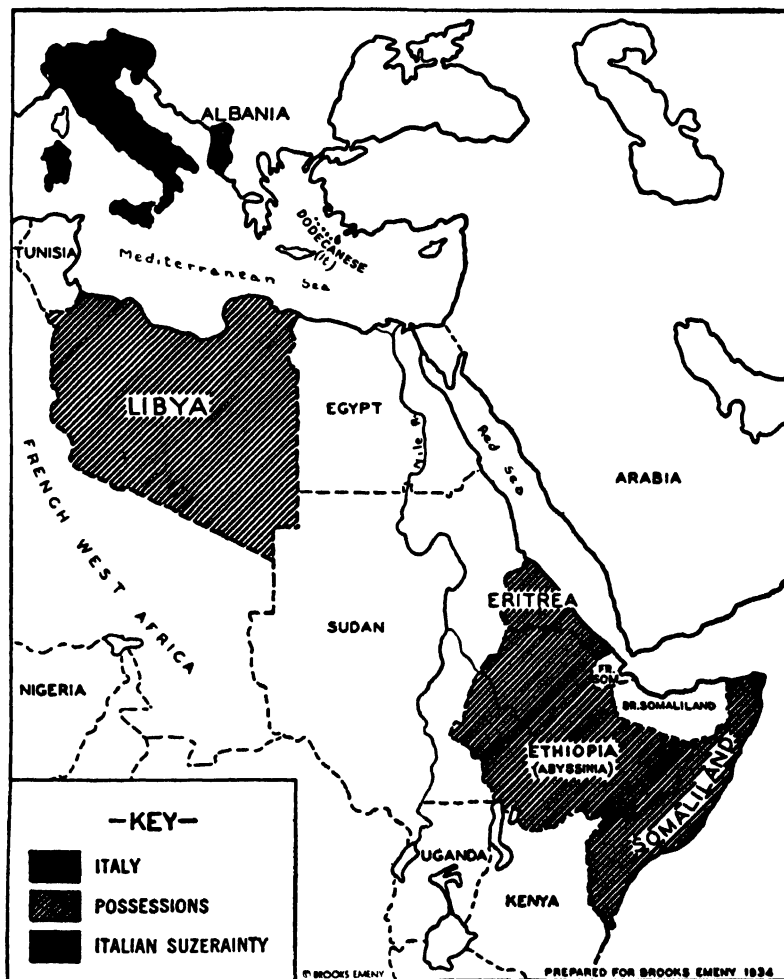 ALBANIA
DODECANESE
(It)
TUNISIA
Mediterranean Sea
LIBYA
EGYPT
Nile R.
Red Sea
ARABIA
FRENCH WEST AFRICA
ERITREA
SUDAN
FR.
SOM.
NIGERIA
BR. SOMALILAND
ETHIOPIA
(ABYSSINIA)
SOMALILAND
UGANDA
KENYA
—KEY—
ITALY
POSSESSIONS
ITALIAN SUZERAINTY
© BROOKS EMENY
PREPARED FOR BROOKS EMENY 1936